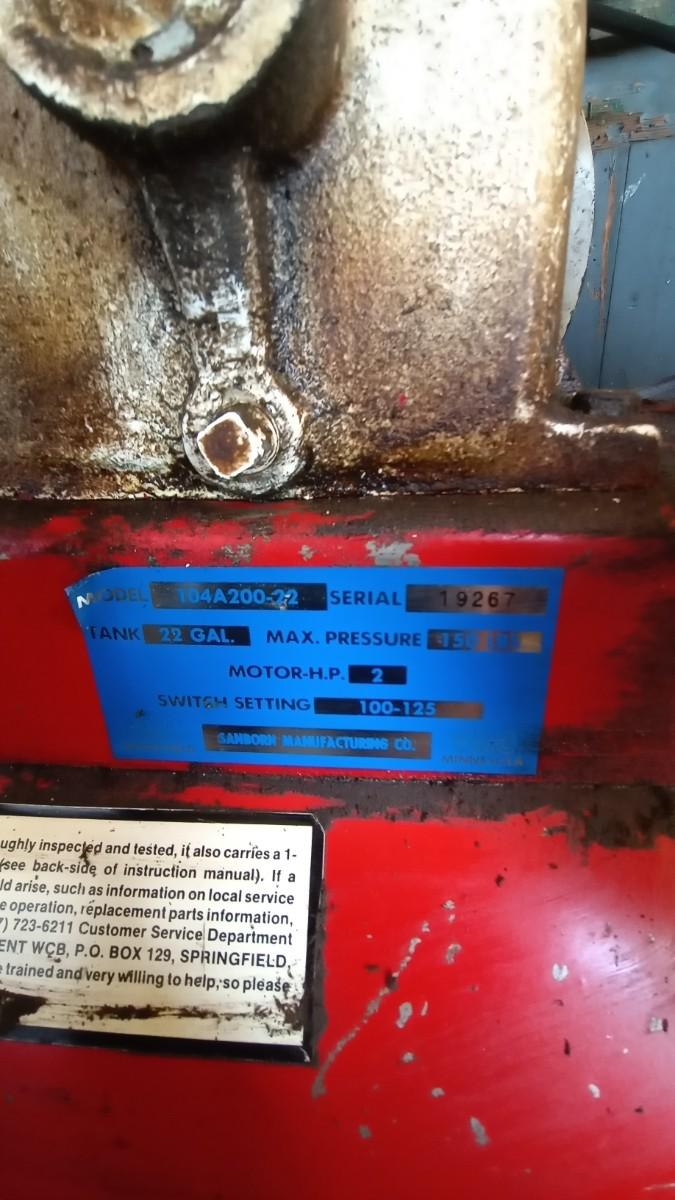 MODEL 104A200-22 SERIAL 19267
TANK 22 GAL. MAX. PRESSURE 150
MOTOR-H.P. 2
SWITCH SETTING 100-125
SANBORN MANUFACTURING CO.
MINNESOTA
ughly inspected and tested, it also carries a 1-
(see back-side of instruction manual). If a
ld arise, such as information on local service
e operation, replacement parts information,
7) 723-6211 Customer Service Department
ENT WCB, P.O. BOX 129, SPRINGFIELD,
e trained and very willing to help, so please